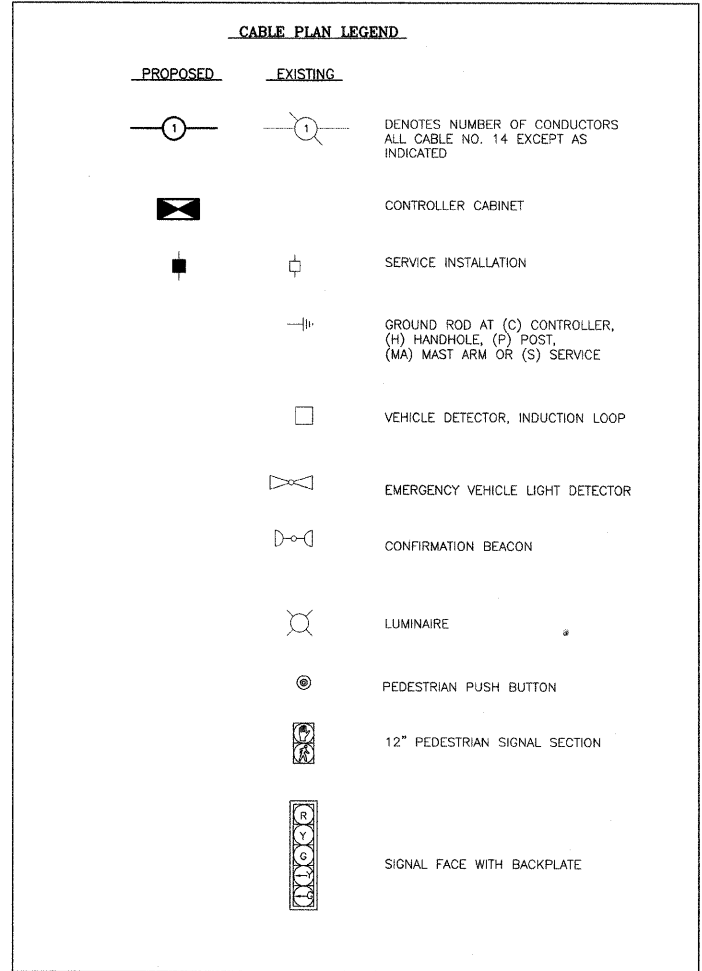 CABLE PLAN LEGEND
PROPOSED EXISTING
1 1 DENOTES NUMBER OF CONDUCTORS
ALL CABLE NO. 14 EXCEPT AS
INDICATED
CONTROLLER CABINET
SERVICE INSTALLATION
GROUND ROD AT (C) CONTROLLER,
(H) HANDHOLE, (P) POST,
(MA) MAST ARM OR (S) SERVICE
VEHICLE DETECTOR, INDUCTION LOOP
EMERGENCY VEHICLE LIGHT DETECTOR
CONFIRMATION BEACON
LUMINAIRE
PEDESTRIAN PUSH BUTTON
12" PEDESTRIAN SIGNAL SECTION
R
Y
G
SIGNAL FACE WITH BACKPLATE
Y
G